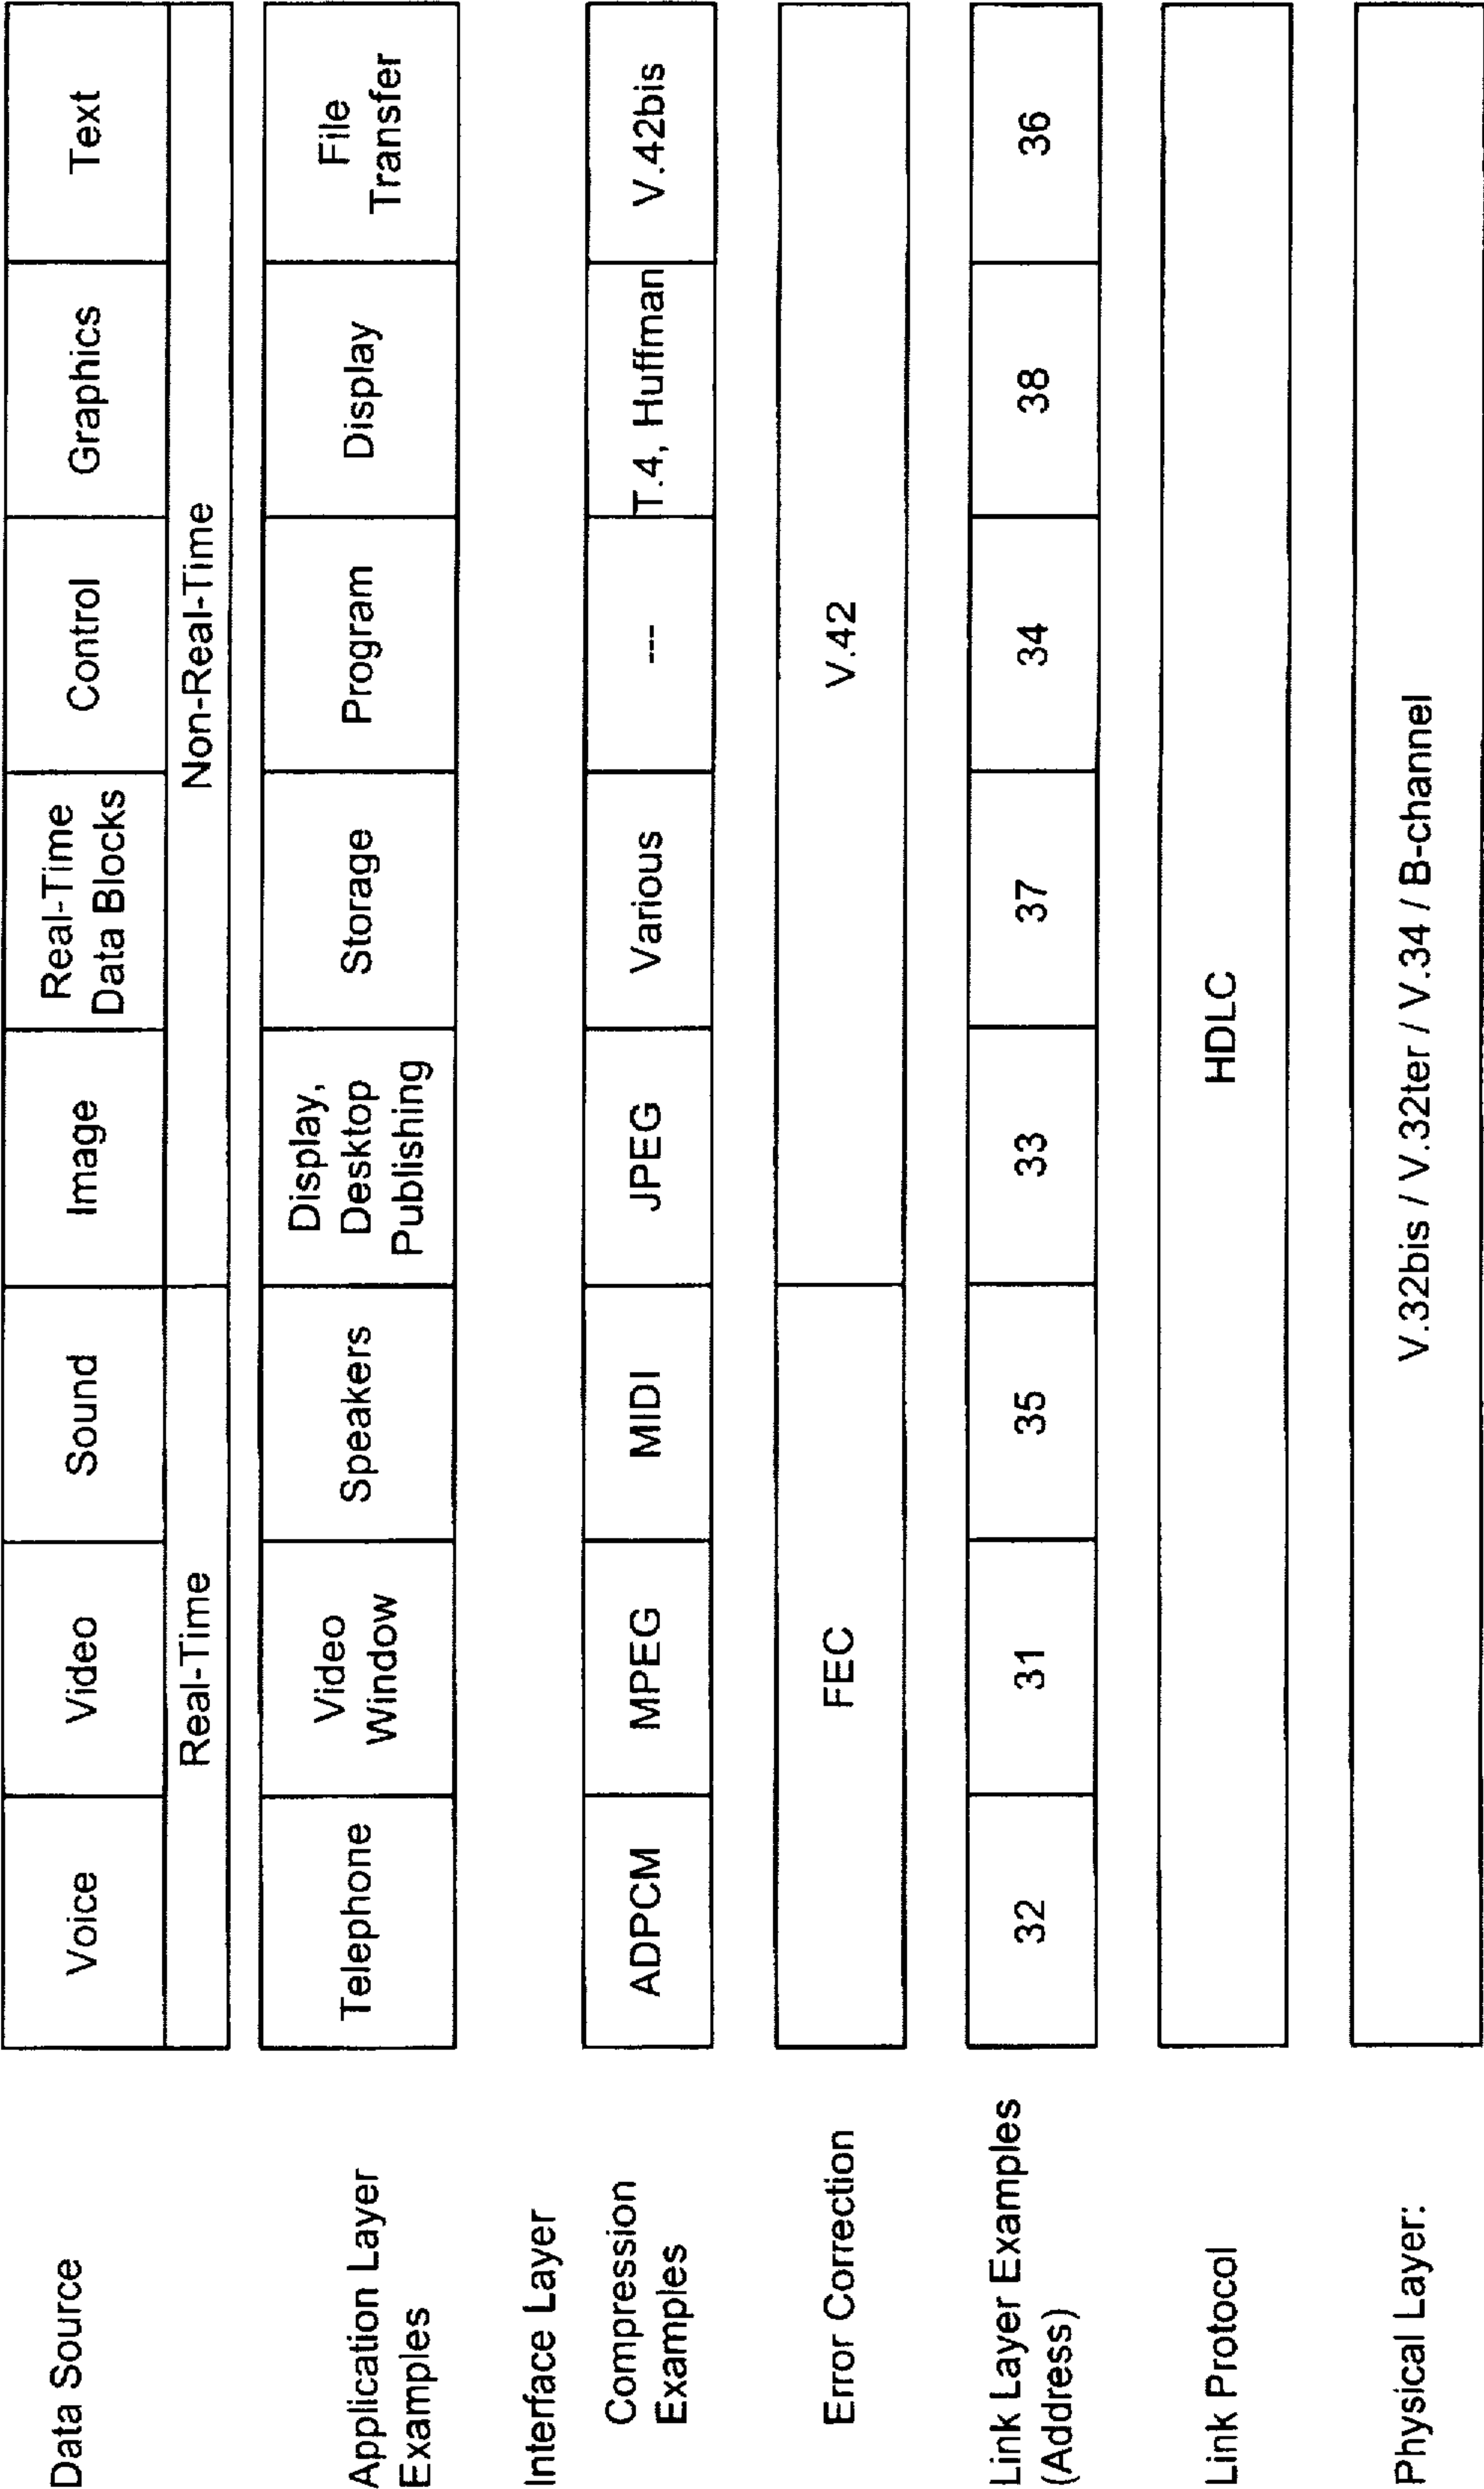 Data Source
Voice
Video
Sound
Image
Real-Time
Data Blocks
Control
Graphics
Text
Real-Time
Non-Real-Time
Application Layer
Examples
Telephone
Video
Window
Speakers
Display,
Desktop
Publishing
Storage
Program
Display
File
Transfer
Interface Layer
Compression
Examples
ADPCM
MPEG
MIDI
JPEG
Various
---
T.4, Huffman
V.42bis
Error Correction
FEC
V.42
Link Layer Examples
(Address)
32
31
35
33
37
34
38
36
Link Protocol
HDLC
Physical Layer:
V.32bis / V.32ter / V.34 / B-channel